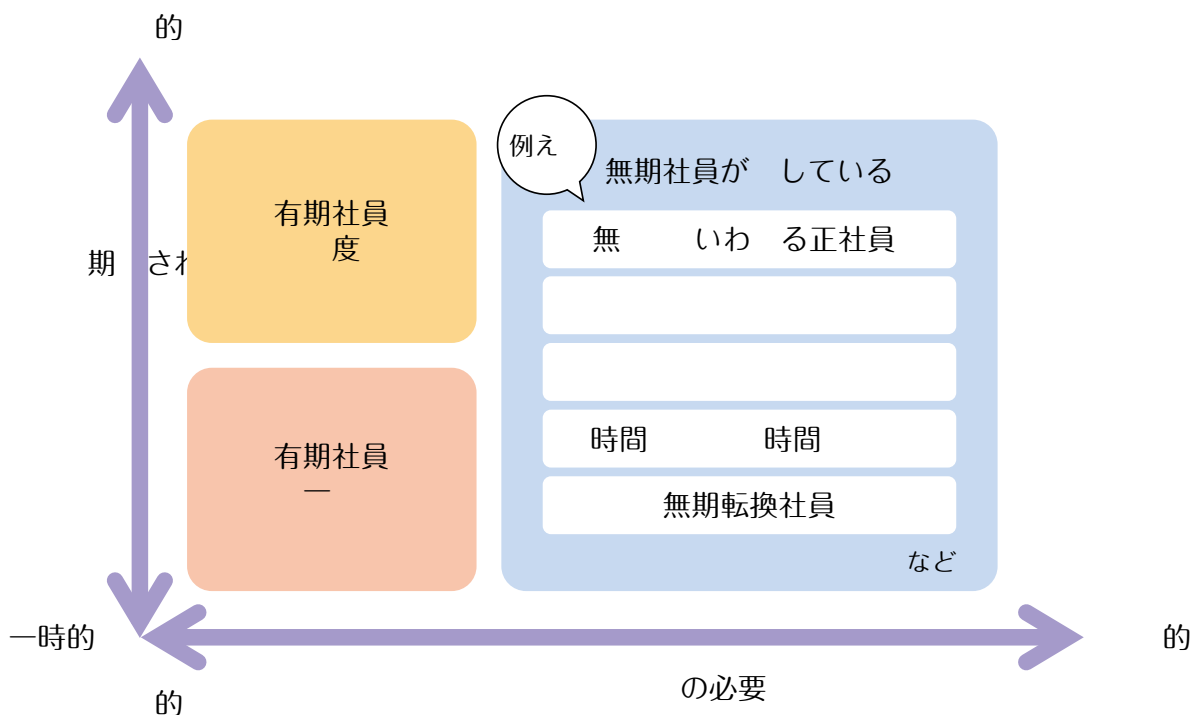 的
例え
無期社員が　している
有期社員
度
無　　いわ　る正社員
期　され
時間　　　　時間
有期社員
一
無期転換社員
など
一時的
的
の必要
的